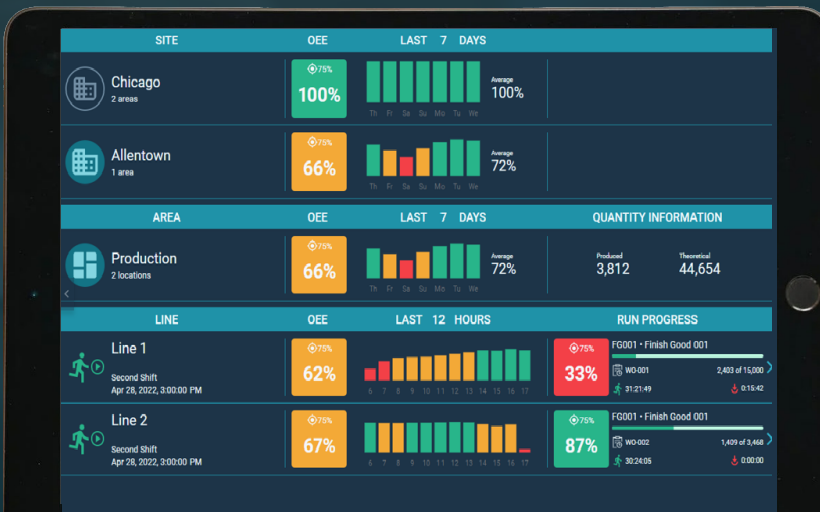 SITE OEE LAST 7 DAYS
Chicago
2 areas
75%
100%
Th Fi Sa Su Mo Tu We
Average
100%
Allentown
1 area
75%
66%
Th Fi Sa Su Mo Tu We
Average
72%
AREA OEE LAST 7 DAYS QUANTITY INFORMATION
Production
2 locations
75%
66%
Th Fi Sa Su Mo Tu We
Average
72%
Produced
3,812
Theoretical
44,654
LINE OEE LAST 12 HOURS RUN PROGRESS
Line 1
Second Shift
Apr 28, 2022, 3:00:00 PM
75%
62%
6 7 8 9 10 11 12 13 14 15 16 17
75%
33%
FG001 • Finish Good 001
WO-001 2,403 of 15,000
31:21:49 0:15:42
Line 2
Second Shift
Apr 28, 2022, 3:00:00 PM
75%
67%
6 7 8 9 10 11 12 13 14 15 16 17
75%
87%
FG001 • Finish Good 001
WO-002 1,409 of 3,468
30:24:05 0:00:00